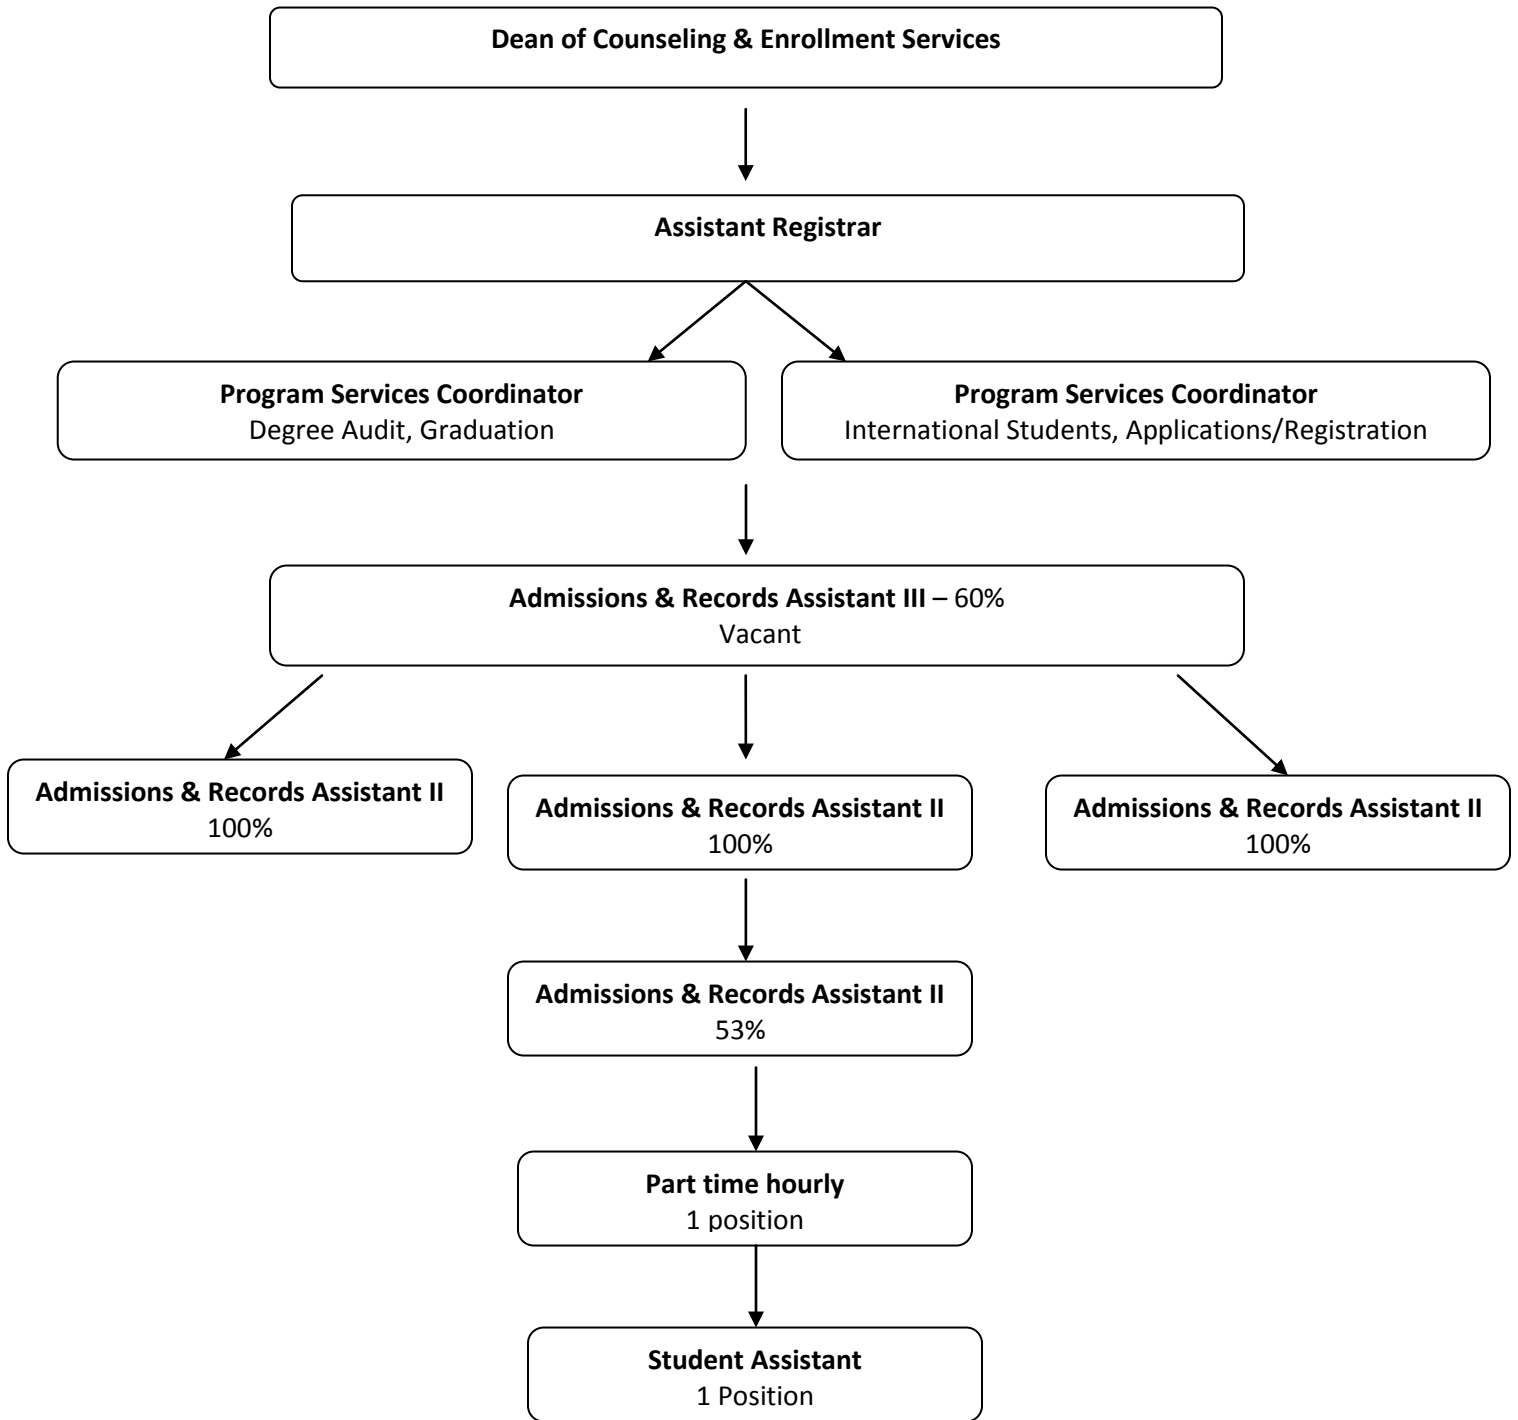 Dean of Counseling & Enrollment Services
Assistant Registrar
Program Services Coordinator
Degree Audit, Graduation
Program Services Coordinator
International Students, Applications/Registration
Admissions & Records Assistant III – 60%
Vacant
Admissions & Records Assistant II
100%
Admissions & Records Assistant II
100%
Admissions & Records Assistant II
100%
Admissions & Records Assistant II
53%
Part time hourly
1 position
Student Assistant
1 Position